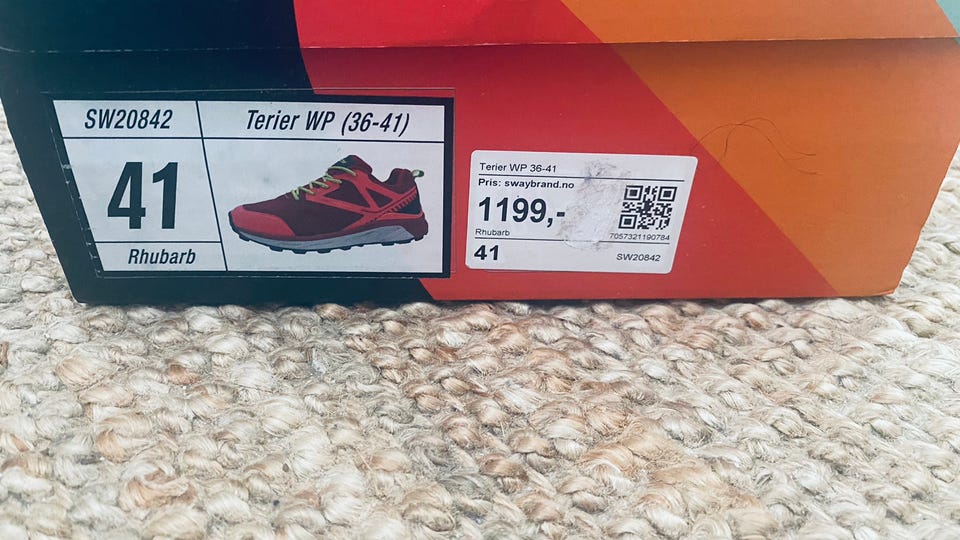 SW20842
Terier WP (36-41)
41
Rhubarb
Terier WP 36-41
Pris: swaybrand.no
1199,-
Rhubarb
7057321190784
41
SW20842